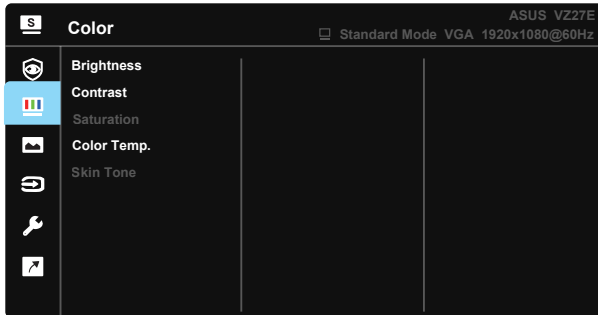 S
ASUS VZ27E
Color
Standard Mode VGA 1920x1080@60Hz
Brightness
Contrast
Saturation
Color Temp.
Skin Tone